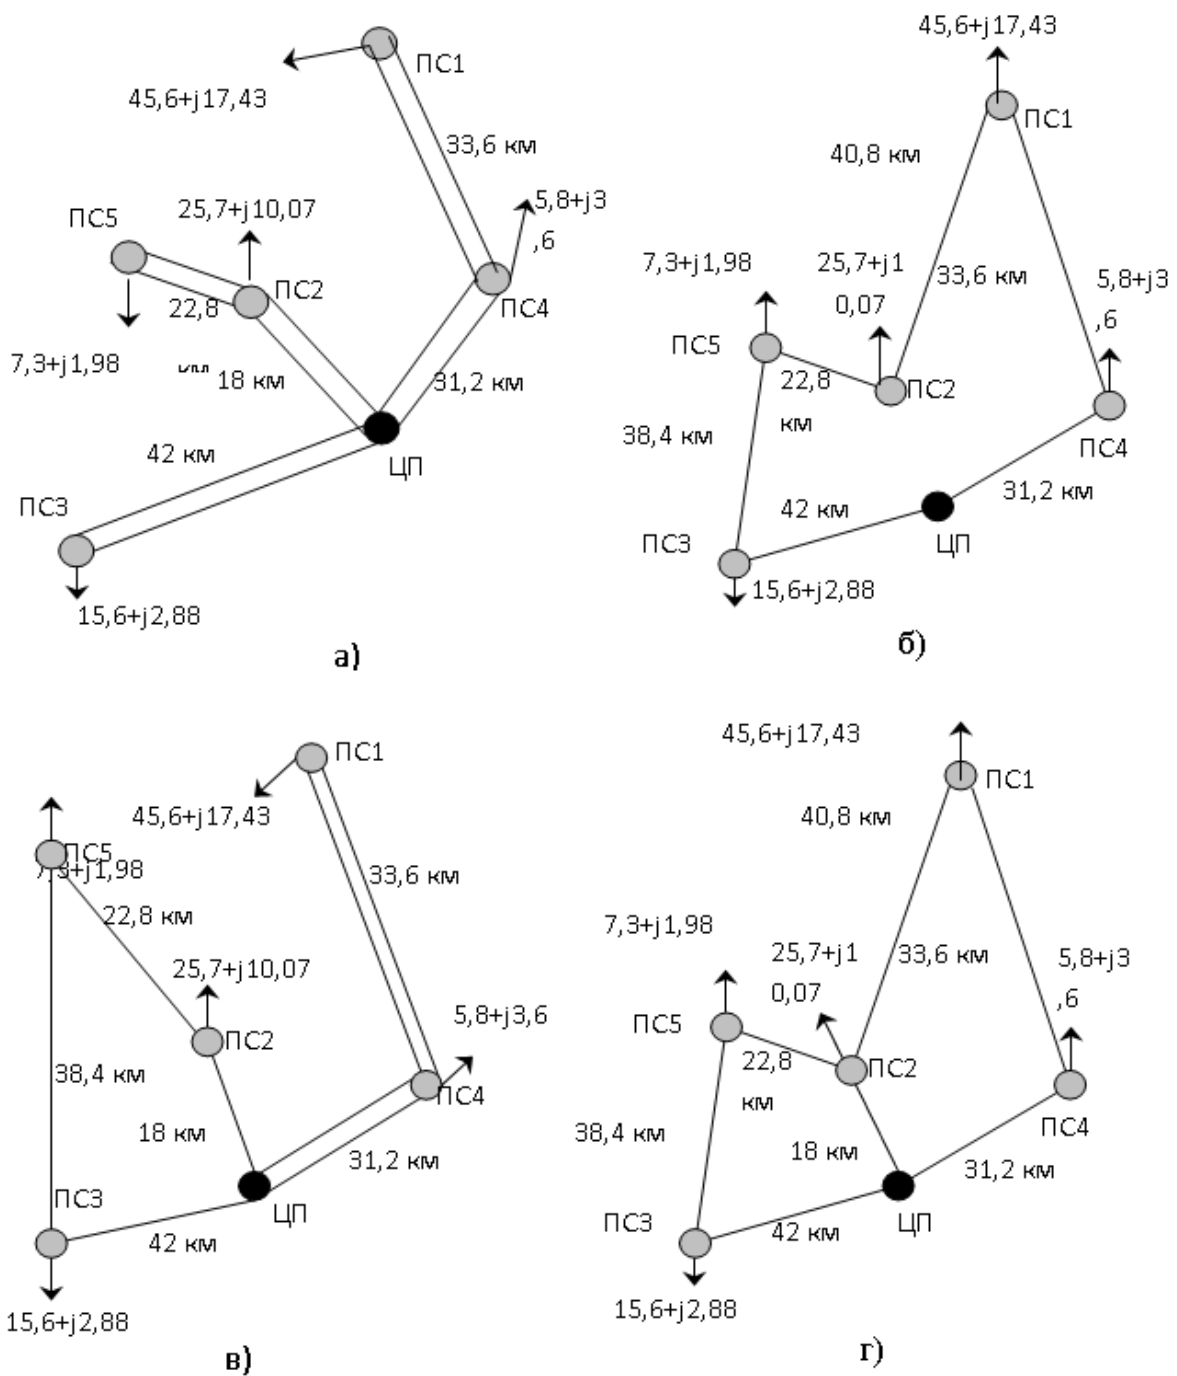 ПС1
45,6+j17,43
33,6 км
5,8+j3
,6
ПС5
25,7+j10,07
ПС2
22,8
км
ПС4
7,3+j1,98
18 км
31,2 км
42 км
ЦП
ПС3
15,6+j2,88
а)
45,6+j17,43
ПС1
40,8 км
7,3+j1,98
25,7+j1
0,07
33,6 км
5,8+j3
,6
ПС5
22,8
км
ПС2
38,4 км
ПС4
42 км
31,2 км
ПС3
ЦП
15,6+j2,88
б)
ПС1
45,6+j17,43
ПС5
7,3+j1,98
33,6 км
22,8 км
25,7+j10,07
5,8+j3,6
ПС2
38,4 км
ПС4
18 км
31,2 км
ПС3
ЦП
42 км
15,6+j2,88
в)
45,6+j17,43
ПС1
40,8 км
7,3+j1,98
25,7+j1
0,07
33,6 км
5,8+j3
,6
ПС5
22,8
км
ПС2
38,4 км
ПС4
18 км
31,2 км
ПС3
42 км
ЦП
15,6+j2,88
г)